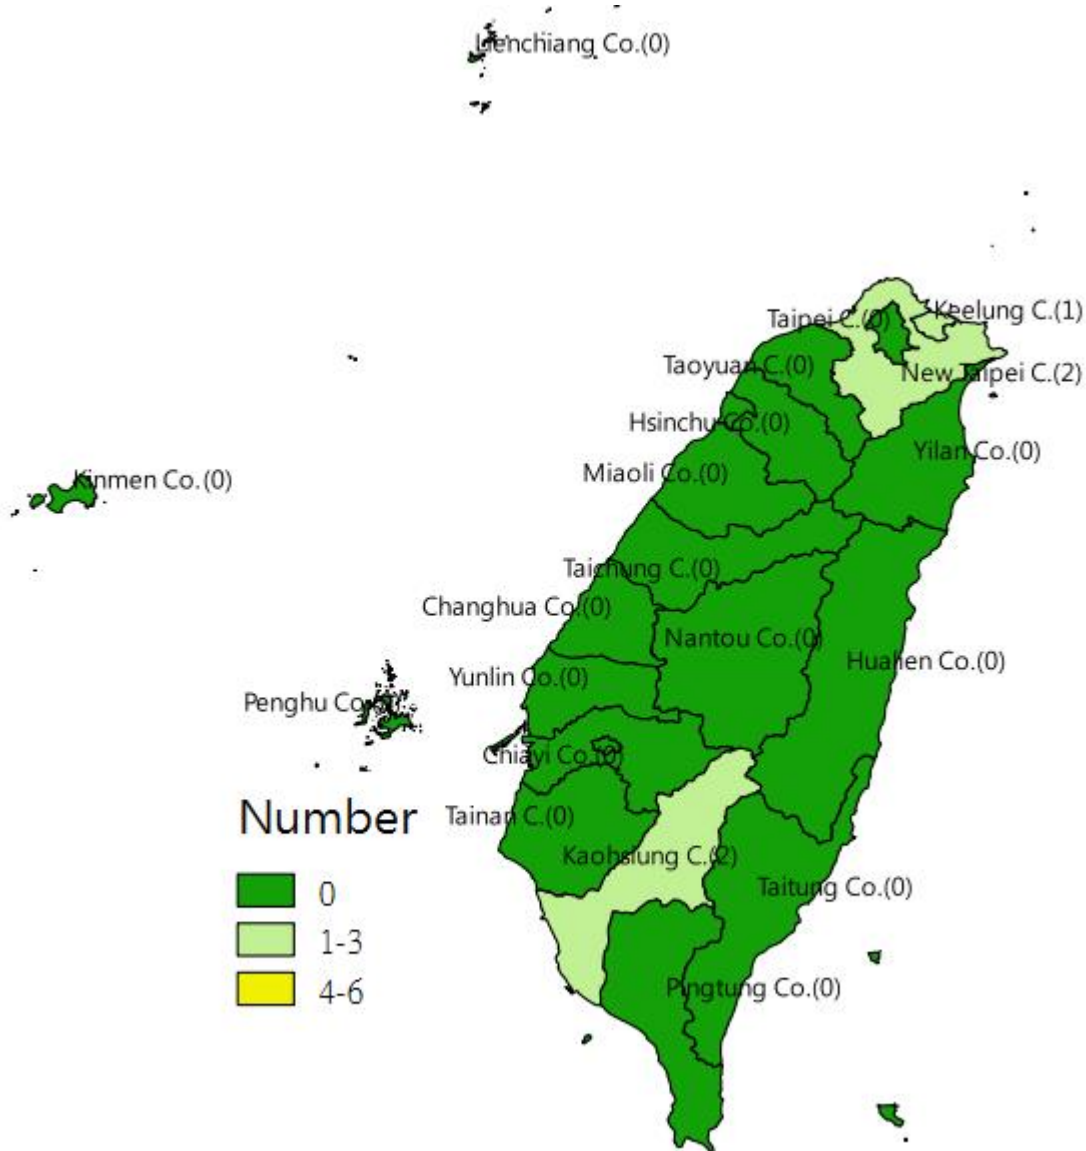 Lienchiang Co.(0)
Keelung C.(1)
Taipei C.(0)
Taoyuan C.(0)
New Taipei C.(2)
Hsinchu Co.(0)
Yilan Co.(0)
Miaoli Co.(0)
Kinmen Co.(0)
Taichung C.(0)
Changhua Co.(0)
Nantou Co.(0)
Hualien Co.(0)
Yunlin Co.(0)
Penghu Co.
Chiayi Co.(0)
Number
Tainan C.(0)
Kaohsiung C.(2)
Taitung Co.(0)
0
1-3
4-6
Pingtung Co.(0)